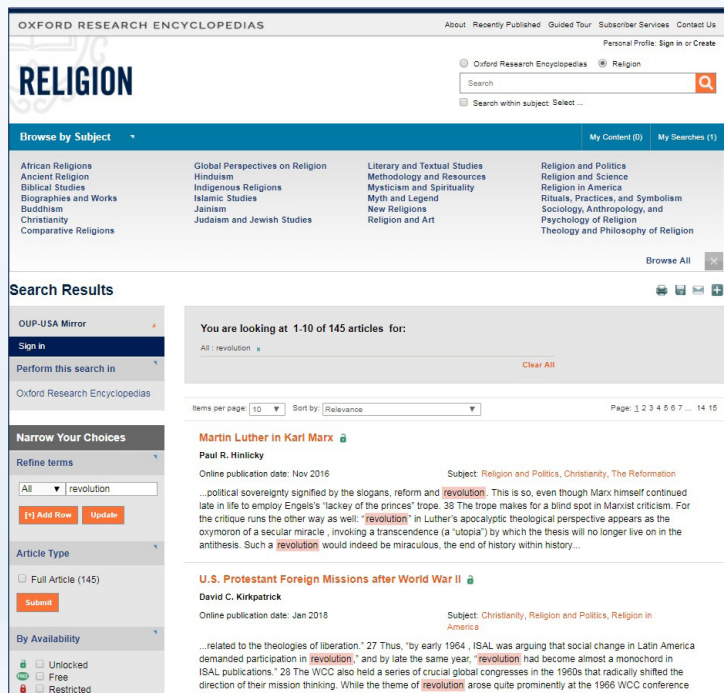 OXFORD RESEARCH ENCYCLOPEDIAS
About Recently Published Guided Tour Subscriber Services Contact Us
Personal Profile: Sign in or Create
RELIGION
Oxford Research Encyclopedias Religion
Search
Search within subject: Select ...
Browse by Subject
My Content (0) My Searches (1)
African Religions
Ancient Religion
Biblical Studies
Biographies and Works
Buddhism
Christianity
Comparative Religions
Global Perspectives on Religion
Hinduism
Indigenous Religions
Islamic Studies
Jainism
Judaism and Jewish Studies
Literary and Textual Studies
Methodology and Resources
Mysticism and Spirituality
Myth and Legend
New Religions
Religion and Art
Religion and Politics
Religion and Science
Religion in America
Rituals, Practices, and Symbolism
Sociology, Anthropology, and
Psychology of Religion
Theology and Philosophy of Religion
Browse All
Search Results
OUP-USA Mirror
Sign in
Perform this search in
Oxford Research Encyclopedias
You are looking at 1-10 of 145 articles for:
All : revolution x
Clear All
Items per page: 10 Sort by: Relevance
Page: 1 2 3 4 5 6 7 ... 14 15
Narrow Your Choices
Refine terms
All revolution
[+] Add Row Update
Article Type
Full Article (145)
Submit
By Availability
Unlocked
FREE Free
Restricted
Martin Luther in Karl Marx
Paul R. Hinlicky
Online publication date: Nov 2016
Subject: Religion and Politics, Christianity, The Reformation
...political sovereignty signified by the slogans, reform and revolution. This is so, even though Marx himself continued
late in life to employ Engels's "lackey of the princes" trope. 38 The trope makes for a blind spot in Marxist criticism. For
the critique runs the other way as well: "revolution" in Luther's apocalyptic theological perspective appears as the
oxymoron of a secular miracle , invoking a transcendence (a "utopia") by which the thesis will no longer live on in the
antithesis. Such a revolution would indeed be miraculous, the end of history within history...
U.S. Protestant Foreign Missions after World War II
David C. Kirkpatrick
Online publication date: Jan 2018
Subject: Christianity, Religion and Politics, Religion in
America
...related to the theologies of liberation." 27 Thus, "by early 1964 , ISAL was arguing that social change in Latin America
demanded participation in revolution," and by late the same year, "revolution had become almost a monochord in
ISAL publications." 28 The WCC also held a series of crucial global congresses in the 1960s that radically shifted the
direction of their mission thinking. While the theme of revolution arose quite prominently at the 1966 WCC conference